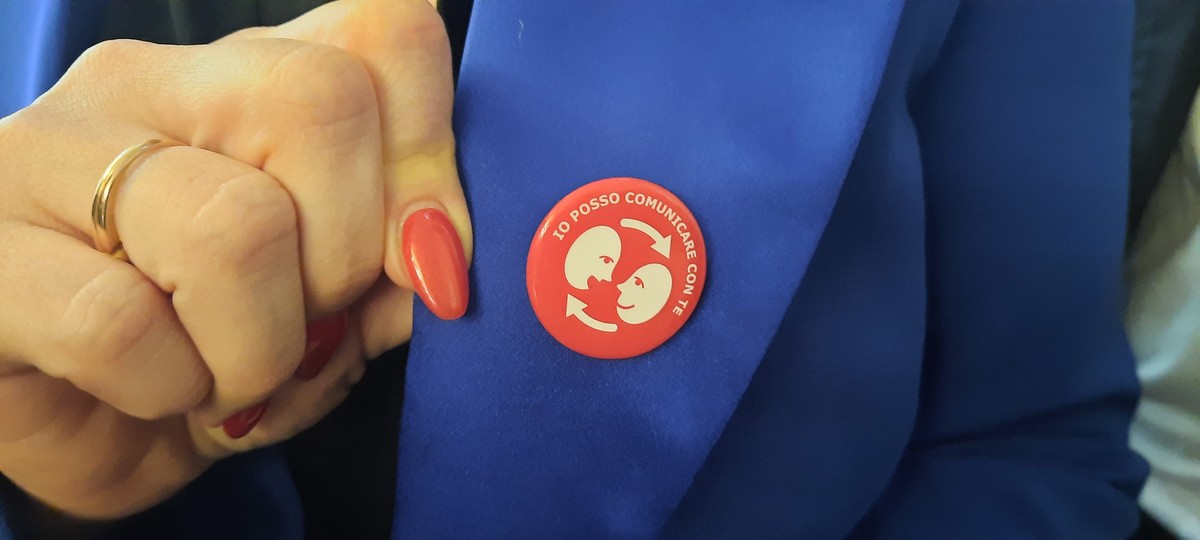 IO POSSO COMUNICARE CON TE